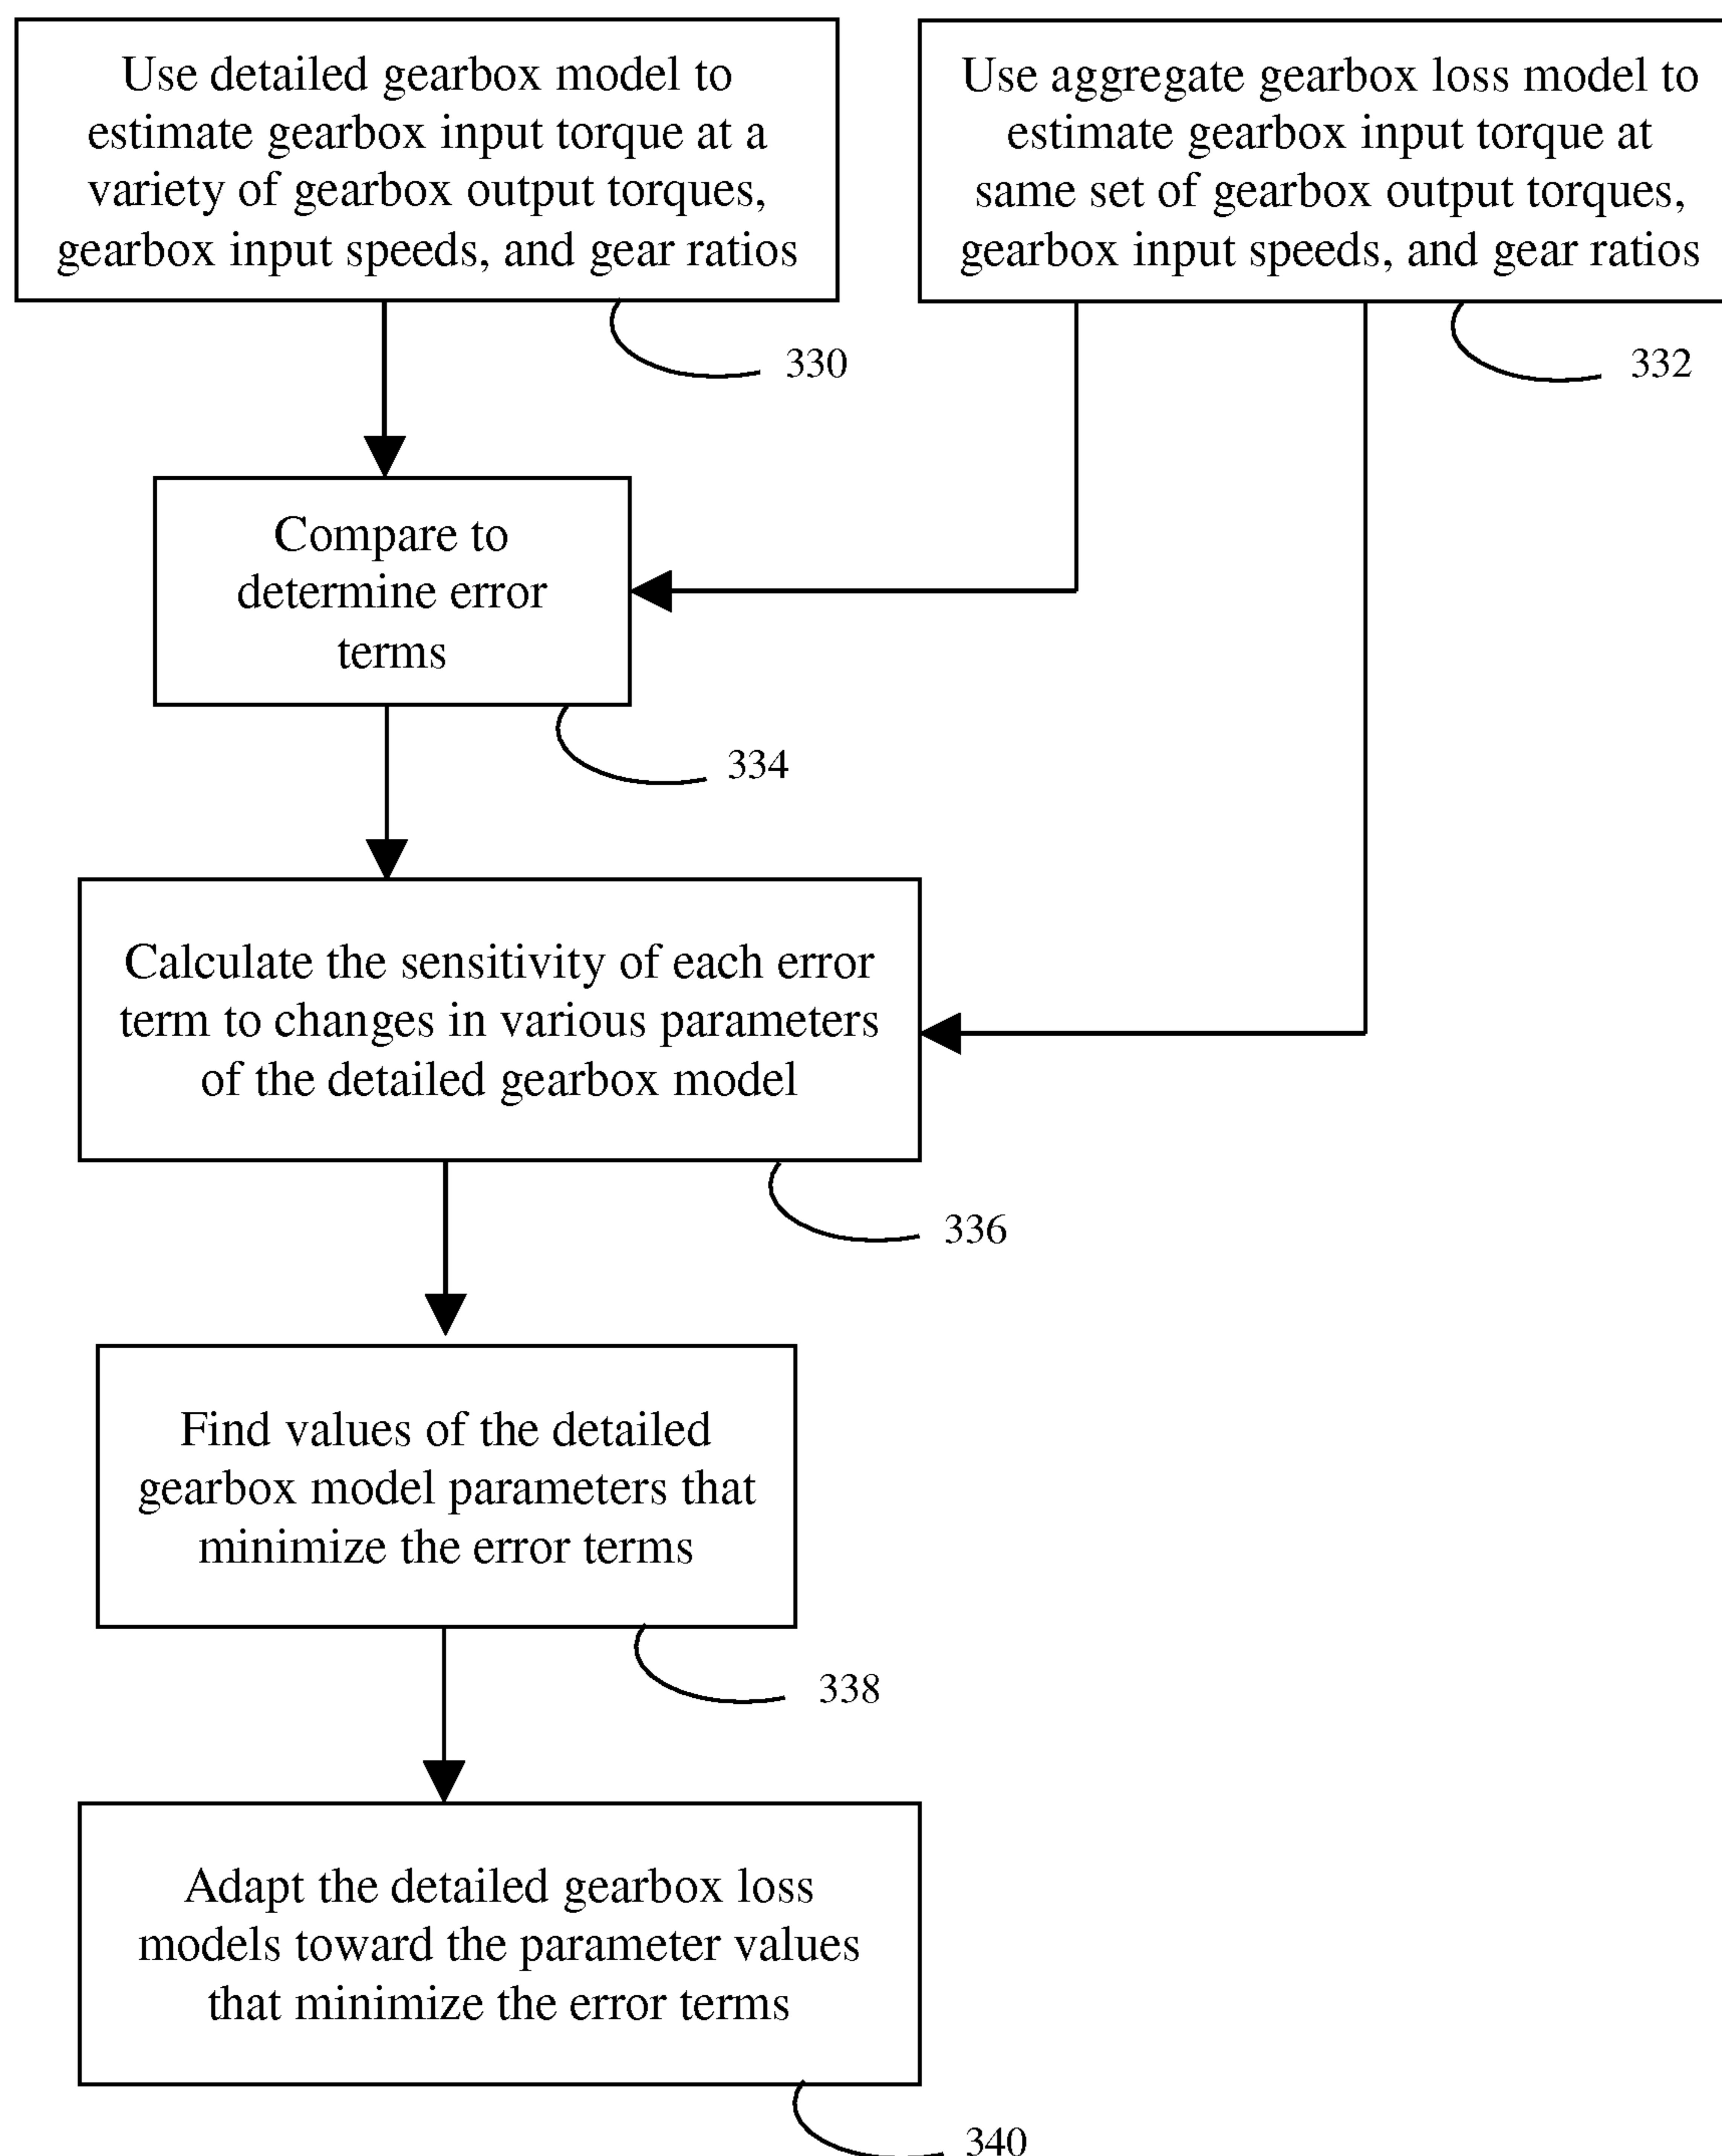 Use detailed gearbox model to
estimate gearbox input torque at a
variety of gearbox output torques,
gearbox input speeds, and gear ratios
330
Use aggregate gearbox loss model to
estimate gearbox input torque at
same set of gearbox output torques,
gearbox input speeds, and gear ratios
332
Compare to
determine error
terms
334
Calculate the sensitivity of each error
term to changes in various parameters
of the detailed gearbox model
336
Find values of the detailed
gearbox model parameters that
minimize the error terms
338
Adapt the detailed gearbox loss
models toward the parameter values
that minimize the error terms
340